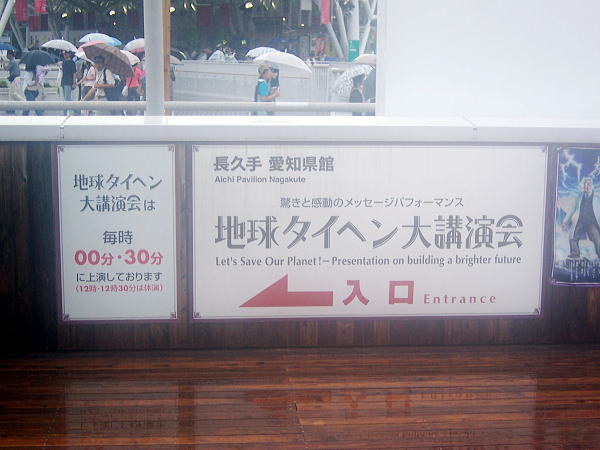 地球タイヘン
大講演会は
毎時
00分・30分
に上演しております
(12時・12時30分は休演)
長久手 愛知県館
Aichi Pavilion Nagakute
驚きと感動のメッセージパフォーマンス
地球タイヘン大講演会
Let's Save Our Planet!–Presentation on building a brighter future
入口 Entrance